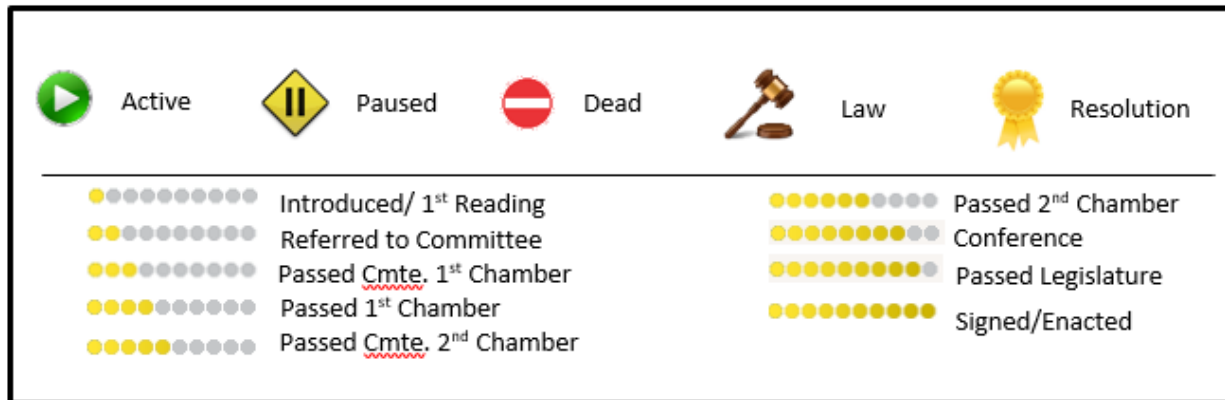 Active Paused Dead Law Resolution
Introduced/ 1st Reading
Referred to Committee
Passed Cmte. 1st Chamber
Passed 1st Chamber
Passed Cmte. 2nd Chamber
Passed 2nd Chamber
Conference
Passed Legislature
Signed/Enacted